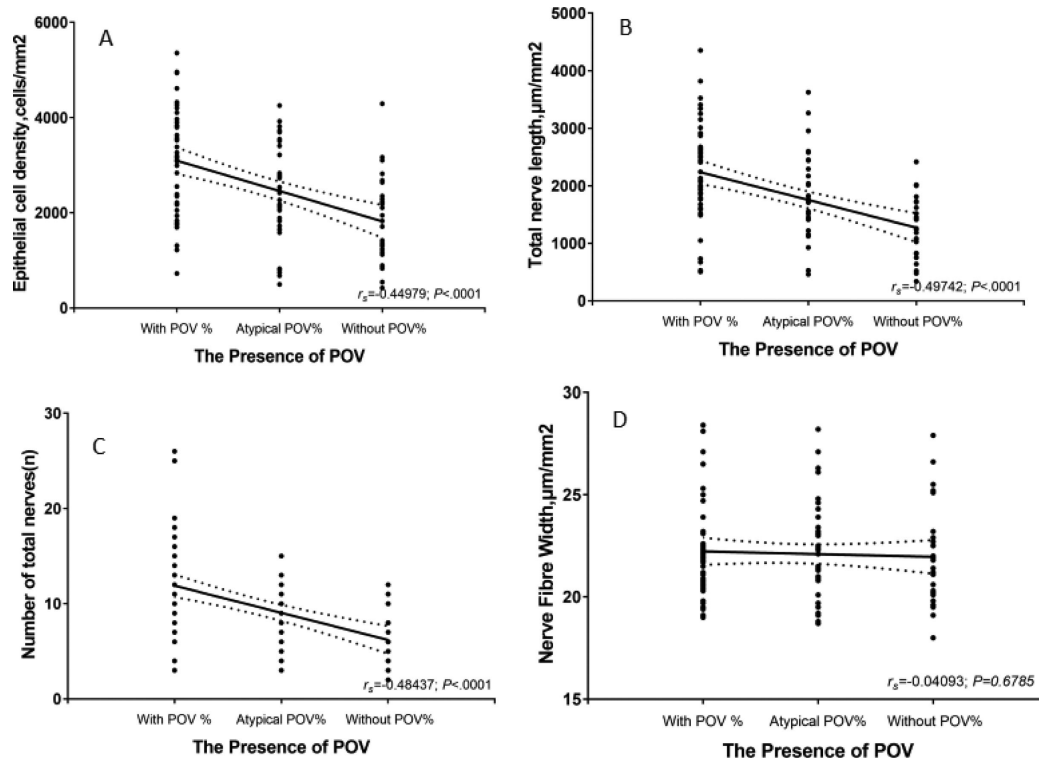 A
Epithelial cell density,cells/mm2
6000
4000
2000
0
rs=-0.44979; P<.0001
With POV % Atypical POV% Without POV%
The Presence of POV
B
Total nerve length,µm/mm2
5000
4000
3000
2000
1000
0
rs=-0.49742; P<.0001
With POV % Atypical POV% Without POV%
The Presence of POV
C
Number of total nerves(n)
30
20
10
0
rs=-0.48437; P<.0001
With POV % Atypical POV% Without POV%
The Presence of POV
D
Nerve Fibre Width,µm/mm2
30
25
20
15
rs=-0.04093; P=0.6785
With POV % Atypical POV% Without POV%
The Presence of POV